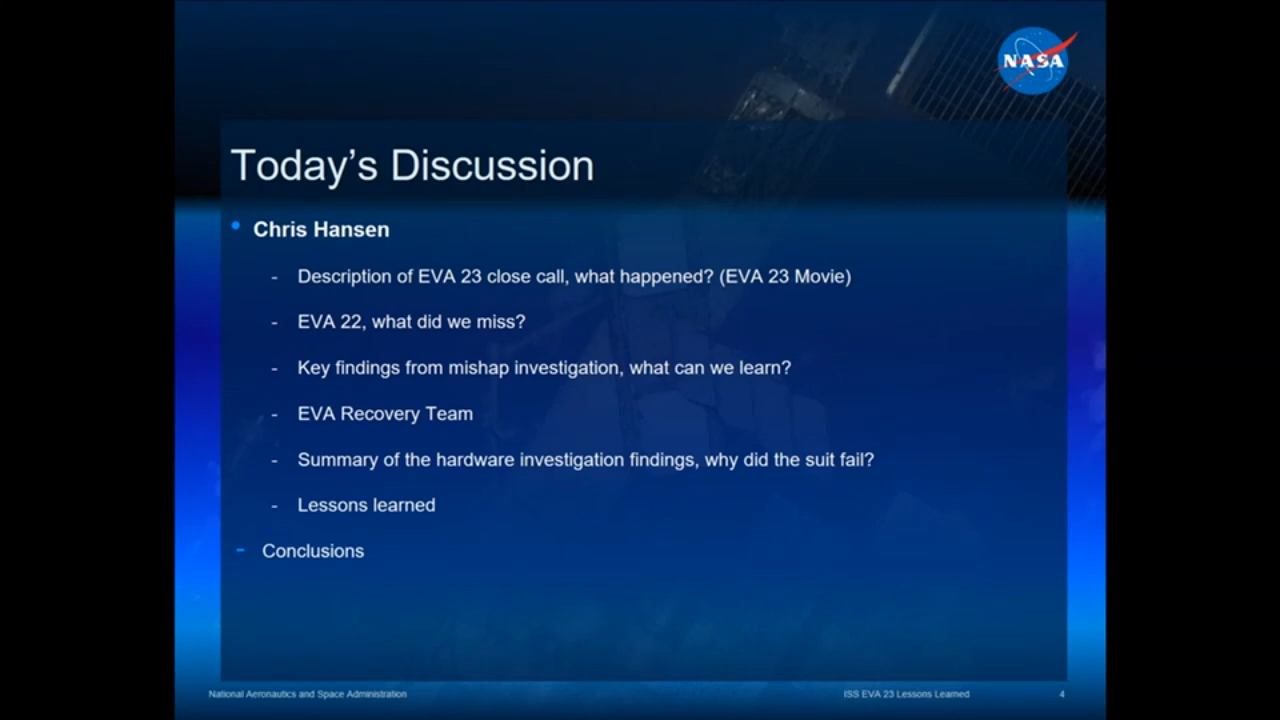 NASA
Today's Discussion
• Chris Hansen
- Description of EVA 23 close call, what happened? (EVA 23 Movie)
- EVA 22, what did we miss?
- Key findings from mishap investigation, what can we learn?
- EVA Recovery Team
- Summary of the hardware investigation findings, why did the suit fail?
- Lessons learned
- Conclusions
National Aeronautics and Space Administration
ISS EVA 23 Lessons Learned
4